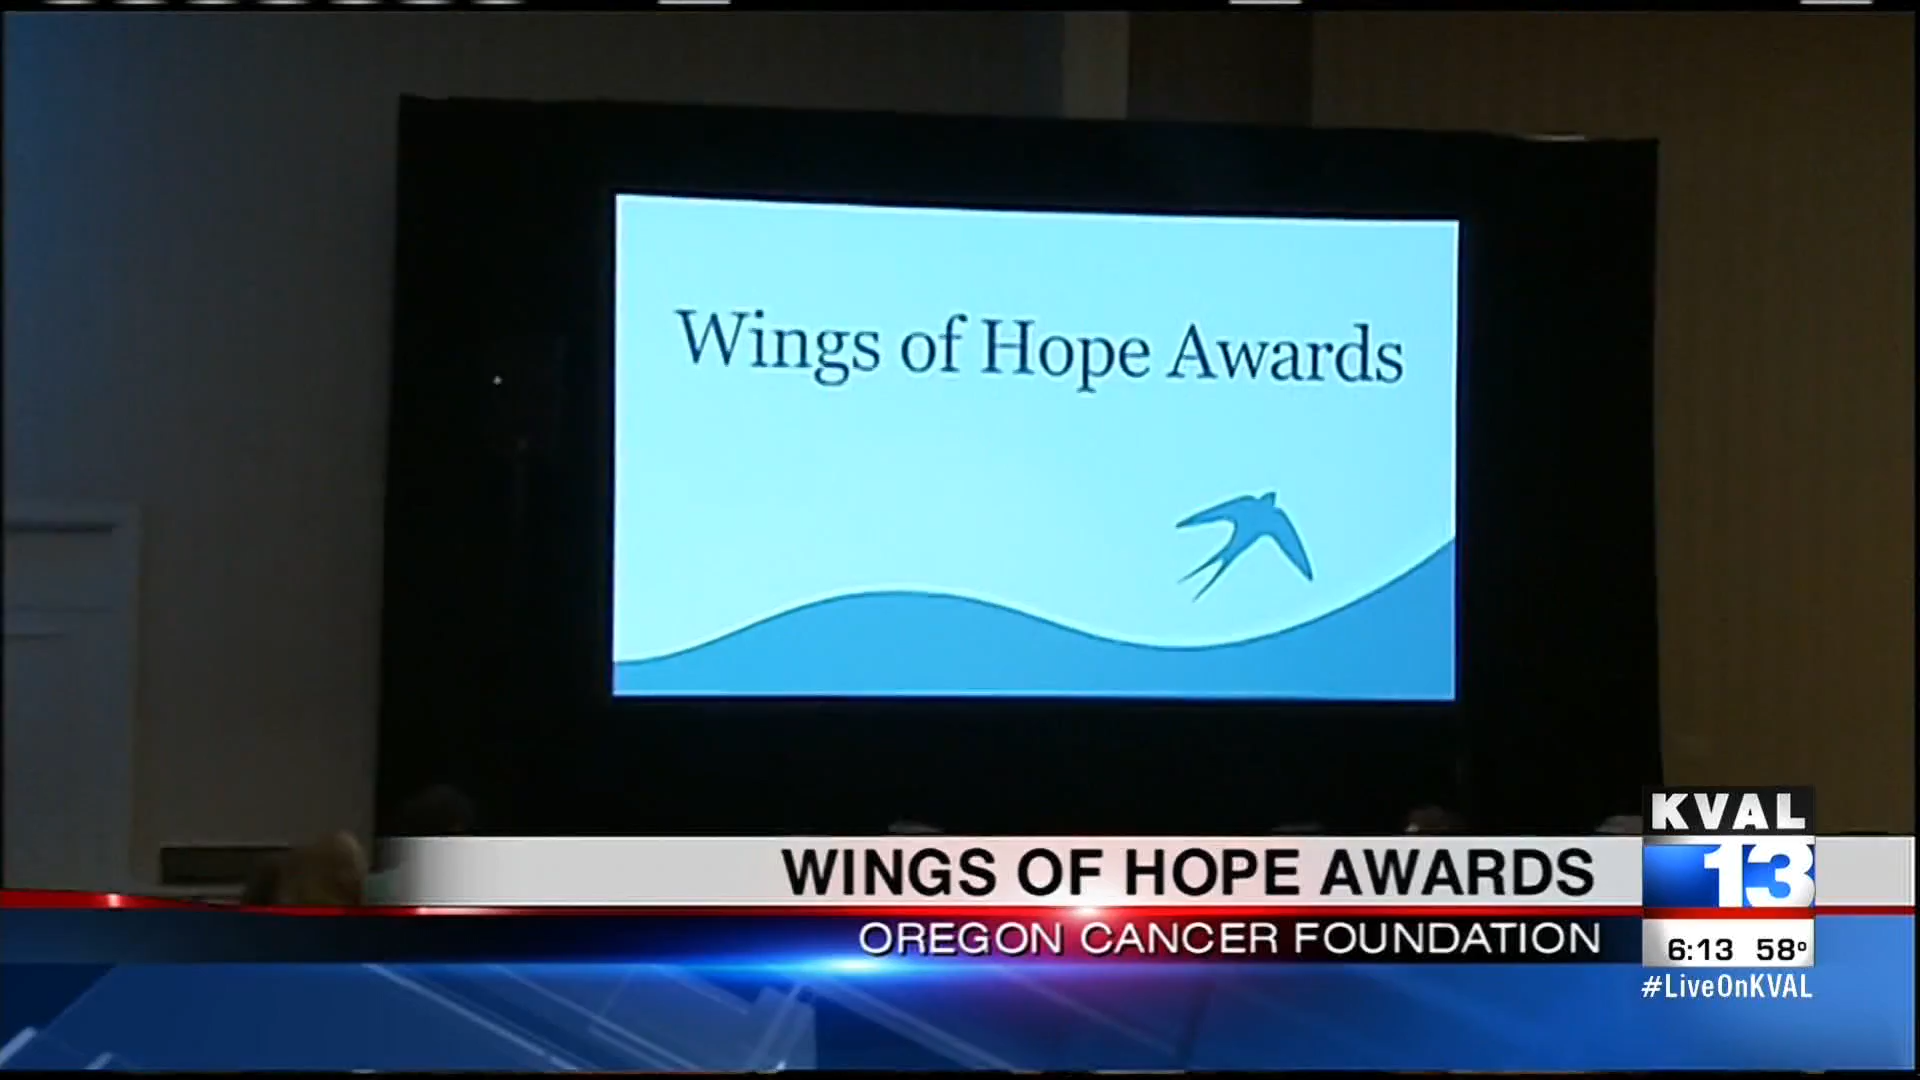 Wings of Hope Awards
WINGS OF HOPE AWARDS
OREGON CANCER FOUNDATION
KVAL
13
6:13 58°
#LiveOnKVAL